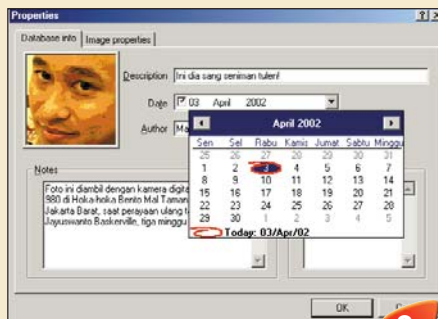 Properties
Database info Image properties
Description Ini dia sang seniman tulen!
Date 03 April 2002
Author Ma
April 2002
Sen Sel Rabu Kamis Jumat Sabtu Minggu
25 26 27 28 29 30 31
1 2 3 4 5 6 7
8 9 10 11 12 13 14
15 16 17 18 19 20 21
22 23 24 25 26 27 28
29 30 1 2 3 4 5
Today: 03/Apr/02
Notes
Foto ini diambil dengan kamera digita
980 di Hoka-hoka Bento Mal Taman
Jakarta Barat, saat perayaan ulang t
Jayuswanto Baskerville, tiga minggu
OK